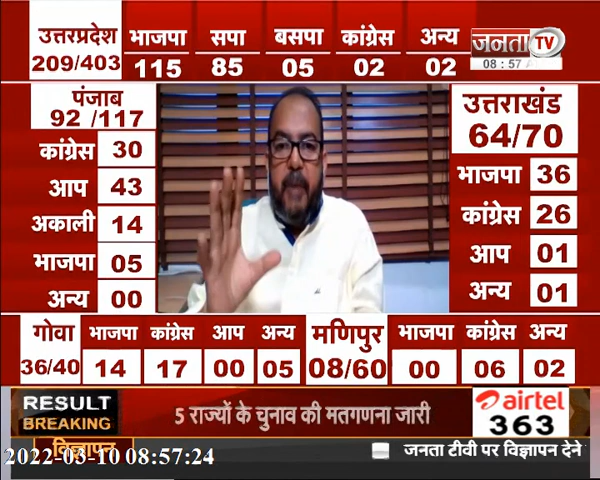 उत्तरप्रदेश भाजपा सपा बसपा कांग्रेस अन्य
209/403 115 85 05 02 02
जनता TV
08:57
पंजाब
92 /117
कांग्रेस 30
आप 43
अकाली 14
भाजपा 05
अन्य 00
उत्तराखंड
64/70
भाजपा 36
कांग्रेस 26
आप 01
अन्य 01
गोवा भाजपा कांग्रेस आप अन्य मणिपुर भाजपा कांग्रेस अन्य
36/40 14 17 00 05 08/60 00 06 02
RESULT
BREAKING
5 राज्यों के चुनाव की मतगणना जारी
airtel
363
विज्ञापन
जनता टीवी पर विज्ञापन देने
2022-03-10 08:57:24